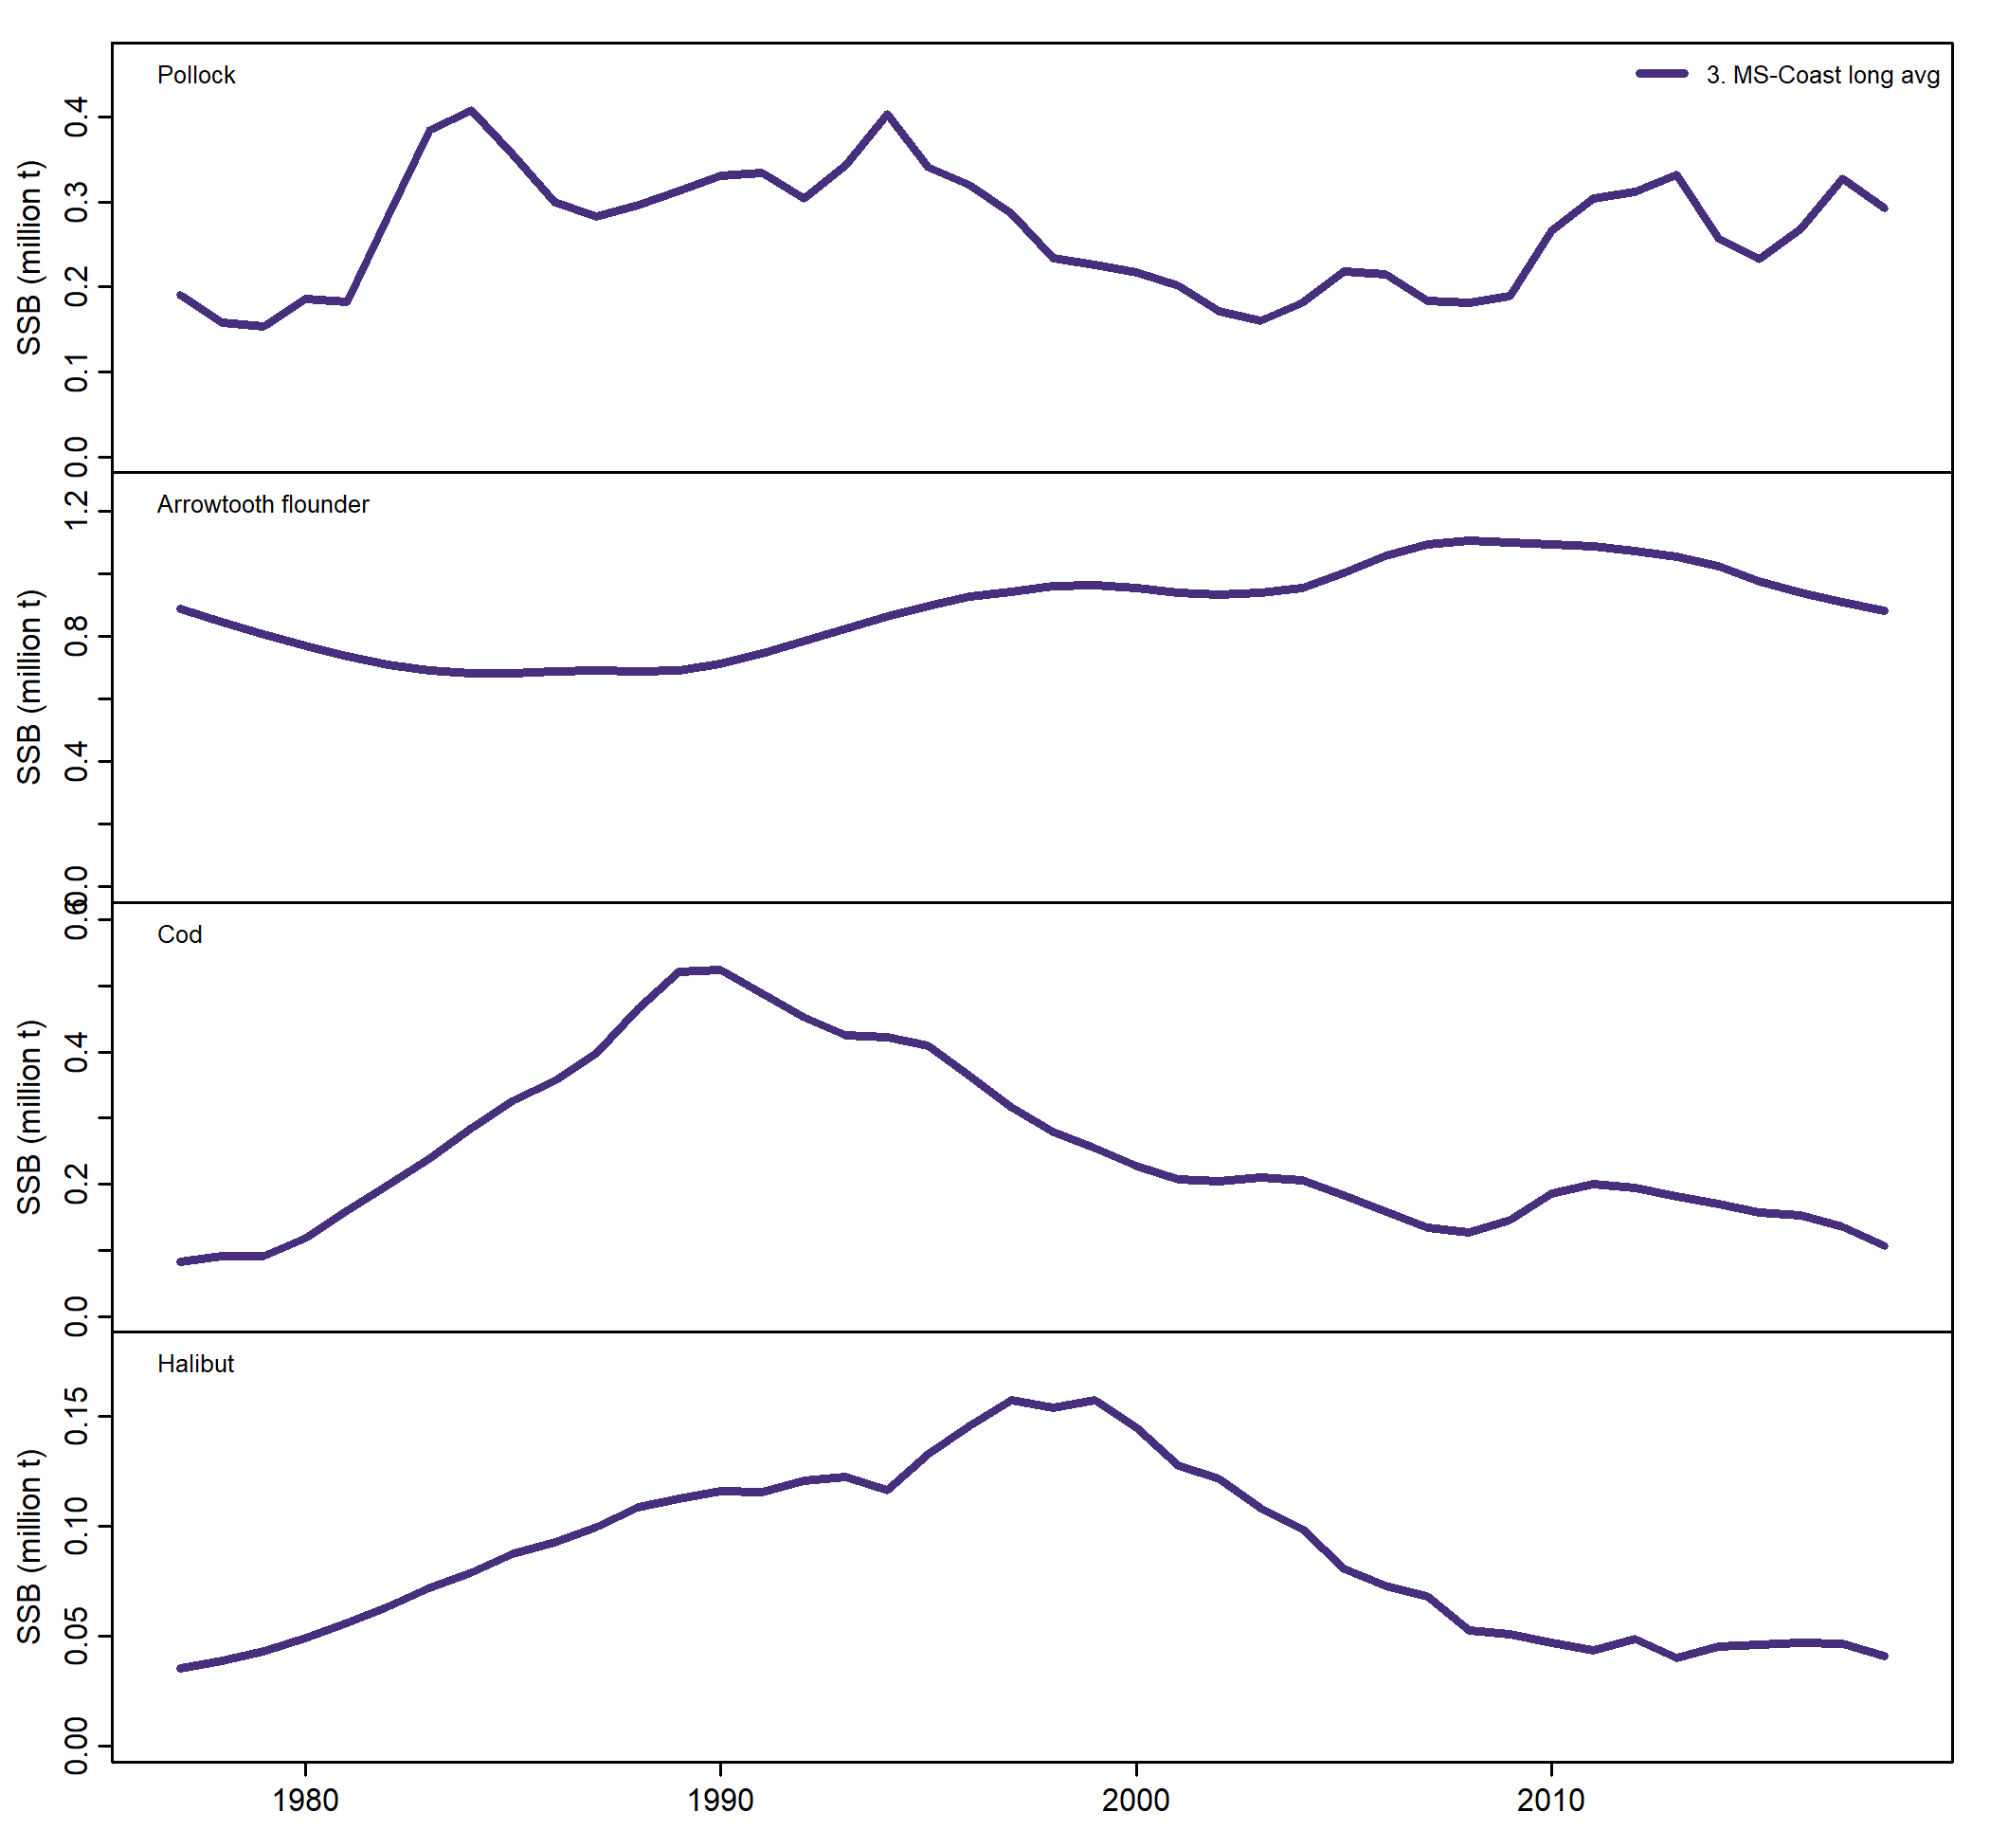 Pollock
3. MS-Coast long avg
SSB (million t)
0.4
0.3
0.2
0.1
0.0
Arrowtooth flounder
SSB (million t)
1.2
0.8
0.4
0.0
Cod
SSB (million t)
0.6
0.4
0.2
0.0
Halibut
SSB (million t)
0.15
0.10
0.05
0.00
1980 1990 2000 2010